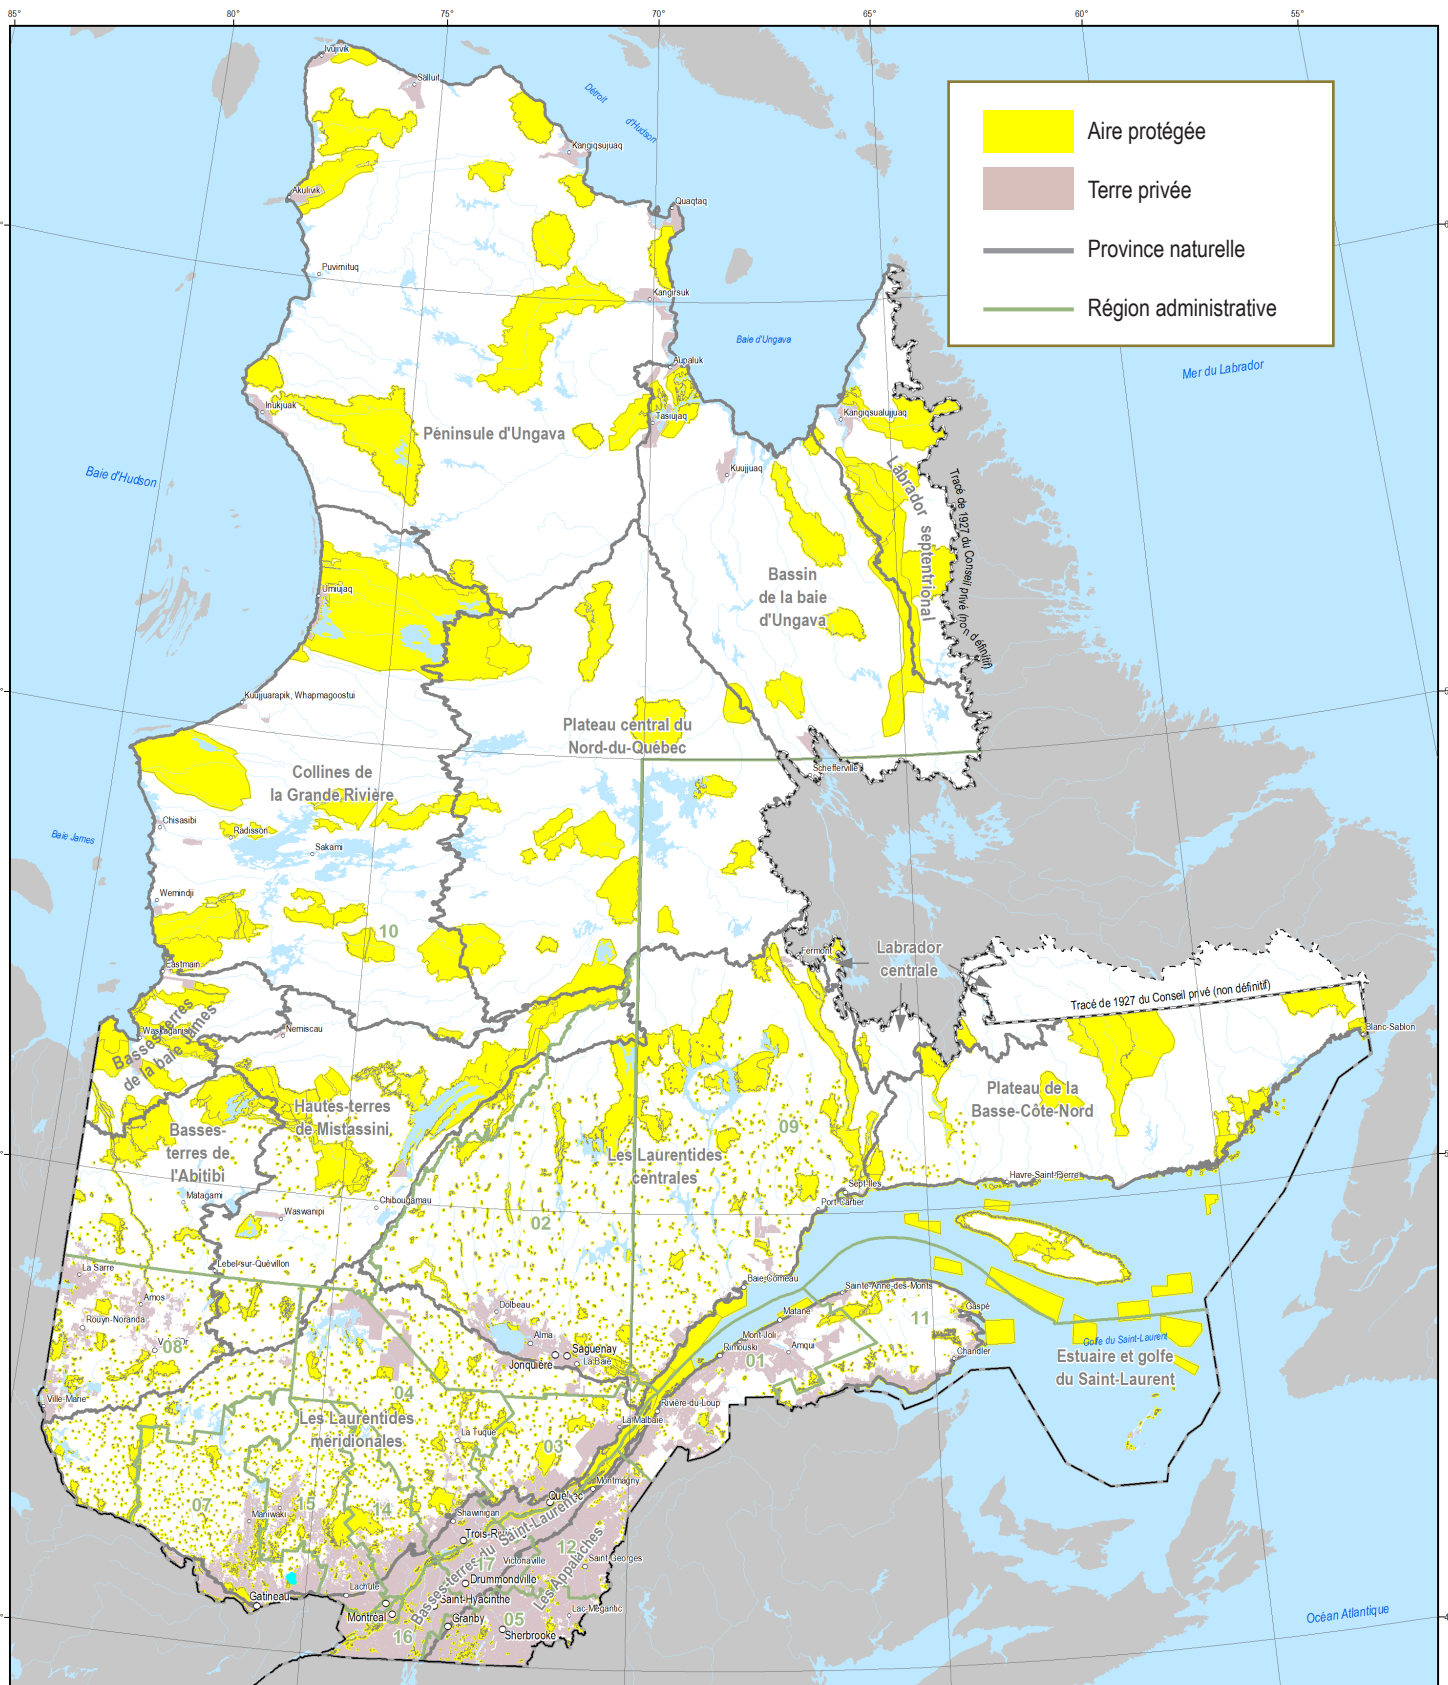 85°
80°
75°
70°
65°
60°
55°
Aire protégée
Terre privée
Province naturelle
Région administrative
Ivujivik
Salluit
Détroit
d'Hudson
Kangiqsujuaq
Akulivik
Quaqtaq
Puvirnituq
Kangirsuk
Baie d'Ungava
Mer du Labrador
Aupaluk
Inukjuak
Tasiujaq
Kangiqsualujjuaq
Péninsule d'Ungava
Baie d'Hudson
Kuujjuaq
Labrador septentrional
Tracé de 1927 du Conseil privé (non définitif)
Bassin
de la baie
d'Ungava
Umiujaq
Kuujjuarapik, Whapmagoostui
Plateau central du
Nord-du-Québec
Collines de
la Grande Rivière
Schefferville
Chisasibi
Radisson
Sakami
Baie James
Wemindji
10
Eastmain
Fermont
Labrador
centrale
Tracé de 1927 du Conseil privé (non définitif)
Blanc-Sablon
Waskaganish
Basses-terres
de la baie James
Nemiscau
Plateau de la
Basse-Côte-Nord
Hautes-terres
de Mistassini
Basses-
terres de
l'Abitibi
09
Les Laurentides
centrales
Matagami
Chibougamau
Waswanipi
02
Sept-Îles
Port-Cartier
Havre-Saint-Pierre
La Sarre
Lebel-sur-Quévillon
Baie-Comeau
Sainte-Anne-des-Monts
Amos
Rouyn-Noranda
08
Dolbeau
Alma
Saguenay
Jonquière
La Baie
Matane
Mont-Joli
Rimouski
01
Amqui
11
Gaspé
Chandler
Golfe du Saint-Laurent
Estuaire et golfe
du Saint-Laurent
Ville-Marie
04
Les Laurentides
méridionales
La Tuque
03
Rivière-du-Loup
La Malbaie
Montmagny
Québec
07
15
14
Maniwaki
Shawinigan
Basses-terres du Saint-Laurent
Victoriaville
17
12
Saint-Georges
Les Appalaches
Drummondville
Saint-Hyacinthe
Lachute
Gatineau
Montréal
16
Granby
05
Sherbrooke
Lac-Mégantic
Océan Atlantique